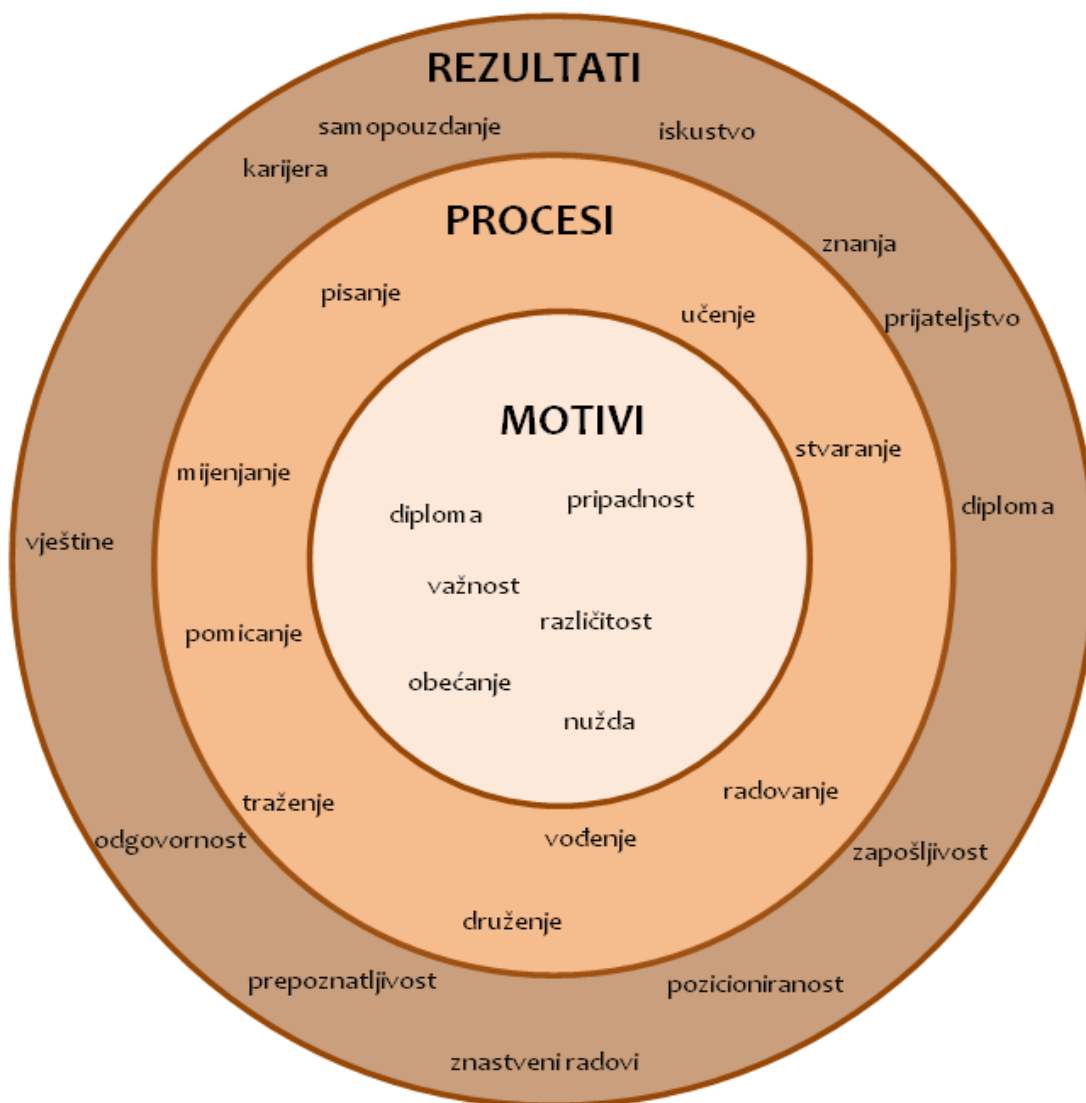 REZULTATI
samopouzdanje
iskustvo
karijera
znanja
prijateljstvo
diploma
vještine
odgovornost
zapošljivost
prepoznatljivost
pozicioniranost
znastveni radovi
PROCESI
pisanje
učenje
stvaranje
mijenjanje
pomicanje
traženje
radovanje
vođenje
druženje
MOTIVI
diploma
pripadnost
važnost
različitost
obećanje
nužda